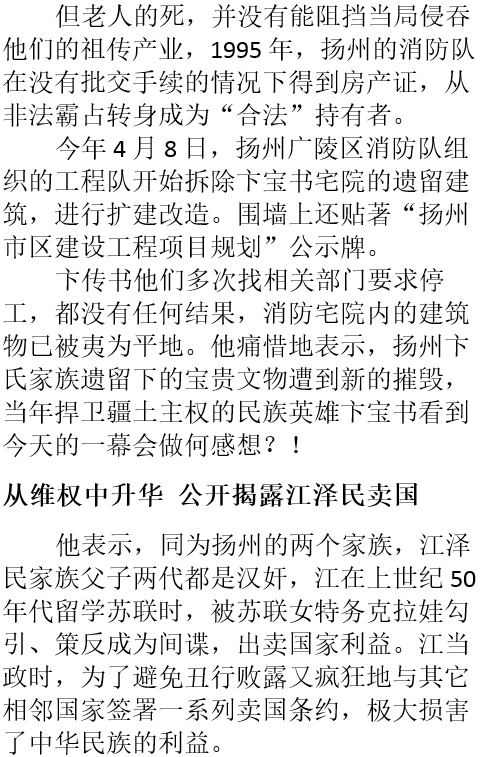 但老人的死，并没有能阻挡当局侵吞
他们的祖传产业，1995 年，扬州的消防队
在没有批交手续的情况下得到房产证，从
非法霸占转身成为“合法”持有者。
今年 4 月 8 日，扬州广陵区消防队组
织的工程队开始拆除卞宝书宅院的遗留建
筑，进行扩建改造。围墙上还贴著“扬州
市区建设工程项目规划”公示牌。
卞传书他们多次找相关部门要求停
工，都没有任何结果，消防宅院内的建筑
物已被夷为平地。他痛惜地表示，扬州卞
氏家族遗留下的宝贵文物遭到新的摧毁，
当年捍卫疆土主权的民族英雄卞宝书看到
今天的一幕会做何感想？！
从维权中升华 公开揭露江泽民卖国
他表示，同为扬州的两个家族，江泽
民家族父子两代都是汉奸，江在上世纪 50
年代留学苏联时，被苏联女特务克拉娃勾
引、策反成为间谍，出卖国家利益。江当
政时，为了避免丑行败露又疯狂地与其它
相邻国家签署一系列卖国条约，极大损害
了中华民族的利益。